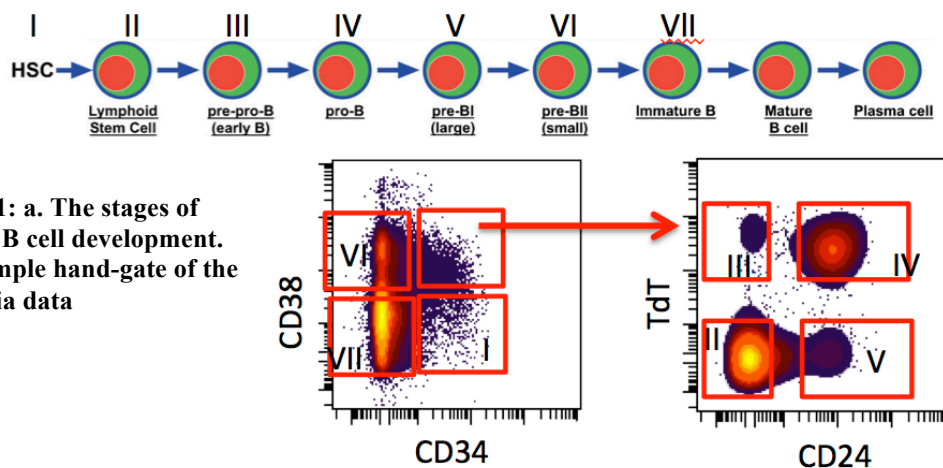 I II III IV V VI VII
HSC
Lymphoid
Stem Cell
pre-pro-B
(early B)
pro-B
pre-BI
(large)
pre-BII
(small)
Immature B
Mature
B cell
Plasma cell
1: a. The stages of
B cell development.
mple hand-gate of the
ia data
CD38
VI
VII
I
CD34
TdT
III
IV
II
V
CD24